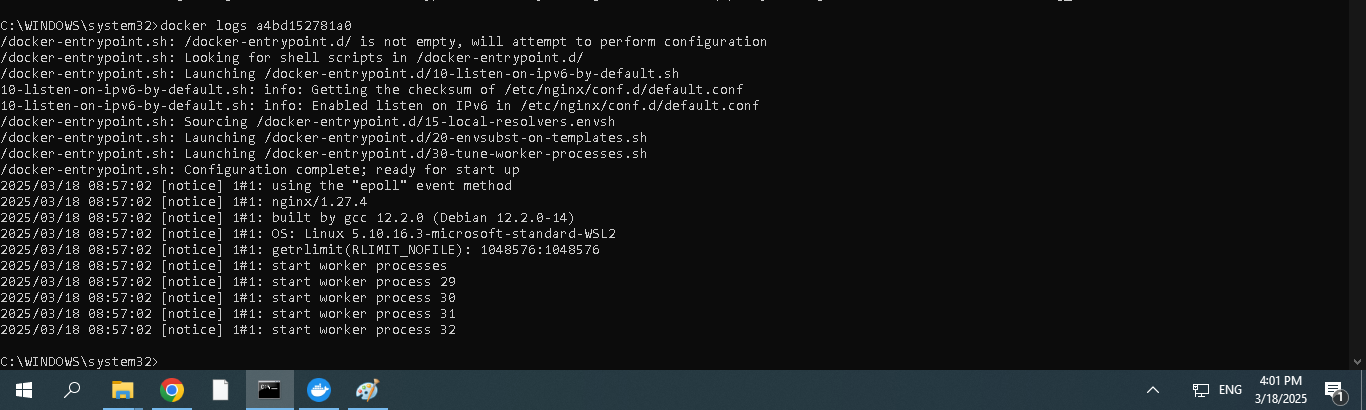 C:\WINDOWS\system32>docker logs a4bd152781a0
/docker-entrypoint.sh: /docker-entrypoint.d/ is not empty, will attempt to perform configuration
/docker-entrypoint.sh: Looking for shell scripts in /docker-entrypoint.d/
/docker-entrypoint.sh: Launching /docker-entrypoint.d/10-listen-on-ipv6-by-default.sh
10-listen-on-ipv6-by-default.sh: info: Getting the checksum of /etc/nginx/conf.d/default.conf
10-listen-on-ipv6-by-default.sh: info: Enabled listen on IPv6 in /etc/nginx/conf.d/default.conf
/docker-entrypoint.sh: Sourcing /docker-entrypoint.d/15-local-resolvers.envsh
/docker-entrypoint.sh: Launching /docker-entrypoint.d/20-envsubst-on-templates.sh
/docker-entrypoint.sh: Launching /docker-entrypoint.d/30-tune-worker-processes.sh
/docker-entrypoint.sh: Configuration complete; ready for start up
2025/03/18 08:57:02 [notice] 1#1: using the "epoll" event method
2025/03/18 08:57:02 [notice] 1#1: nginx/1.27.4
2025/03/18 08:57:02 [notice] 1#1: built by gcc 12.2.0 (Debian 12.2.0-14)
2025/03/18 08:57:02 [notice] 1#1: OS: Linux 5.10.16.3-microsoft-standard-WSL2
2025/03/18 08:57:02 [notice] 1#1: getrlimit(RLIMIT_NOFILE): 1048576:1048576
2025/03/18 08:57:02 [notice] 1#1: start worker processes
2025/03/18 08:57:02 [notice] 1#1: start worker process 29
2025/03/18 08:57:02 [notice] 1#1: start worker process 30
2025/03/18 08:57:02 [notice] 1#1: start worker process 31
2025/03/18 08:57:02 [notice] 1#1: start worker process 32
C:\WINDOWS\system32>
ENG
4:01 PM
3/18/2025
1